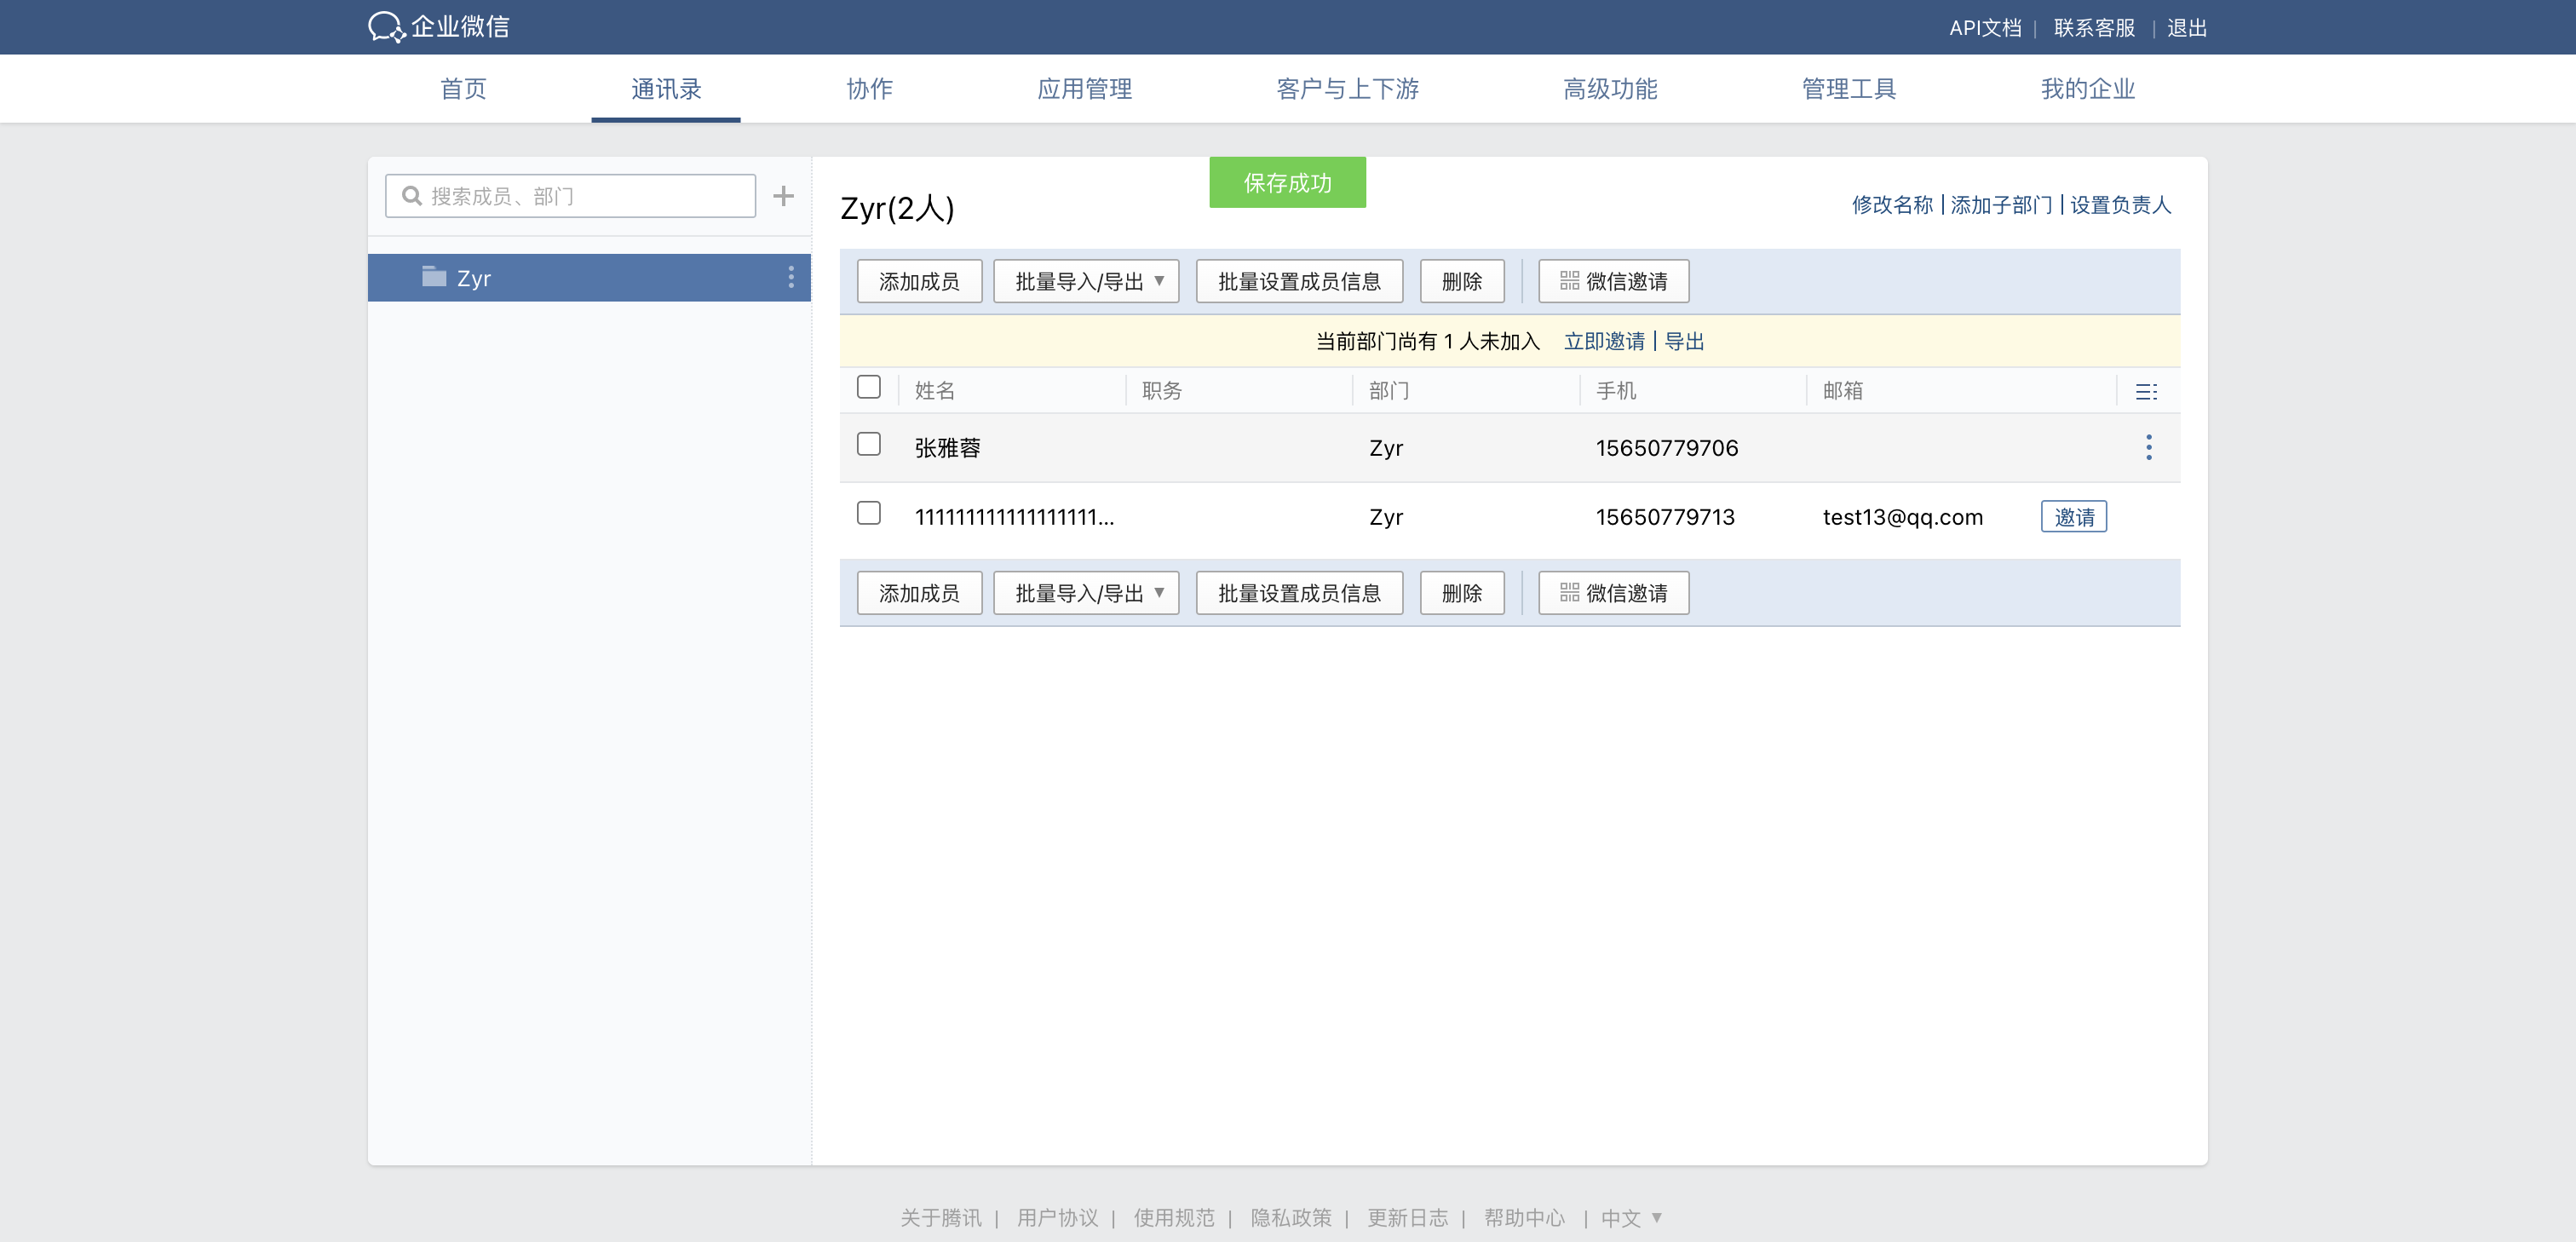 企业微信
API文档 | 联系客服 | 退出
首页 通讯录 协作 应用管理 客户与上下游 高级功能 管理工具 我的企业
搜索成员、部门
Zyr
保存成功
Zyr(2人)
修改名称 | 添加子部门 | 设置负责人
添加成员 批量导入/导出 批量设置成员信息 删除 微信邀请
当前部门尚有 1 人未加入 立即邀请 | 导出
姓名 职务 部门 手机 邮箱
张雅蓉 Zyr 15650779706
1111111111111111111... Zyr 15650779713 test13@qq.com 邀请
添加成员 批量导入/导出 批量设置成员信息 删除 微信邀请
关于腾讯 | 用户协议 | 使用规范 | 隐私政策 | 更新日志 | 帮助中心 | 中文